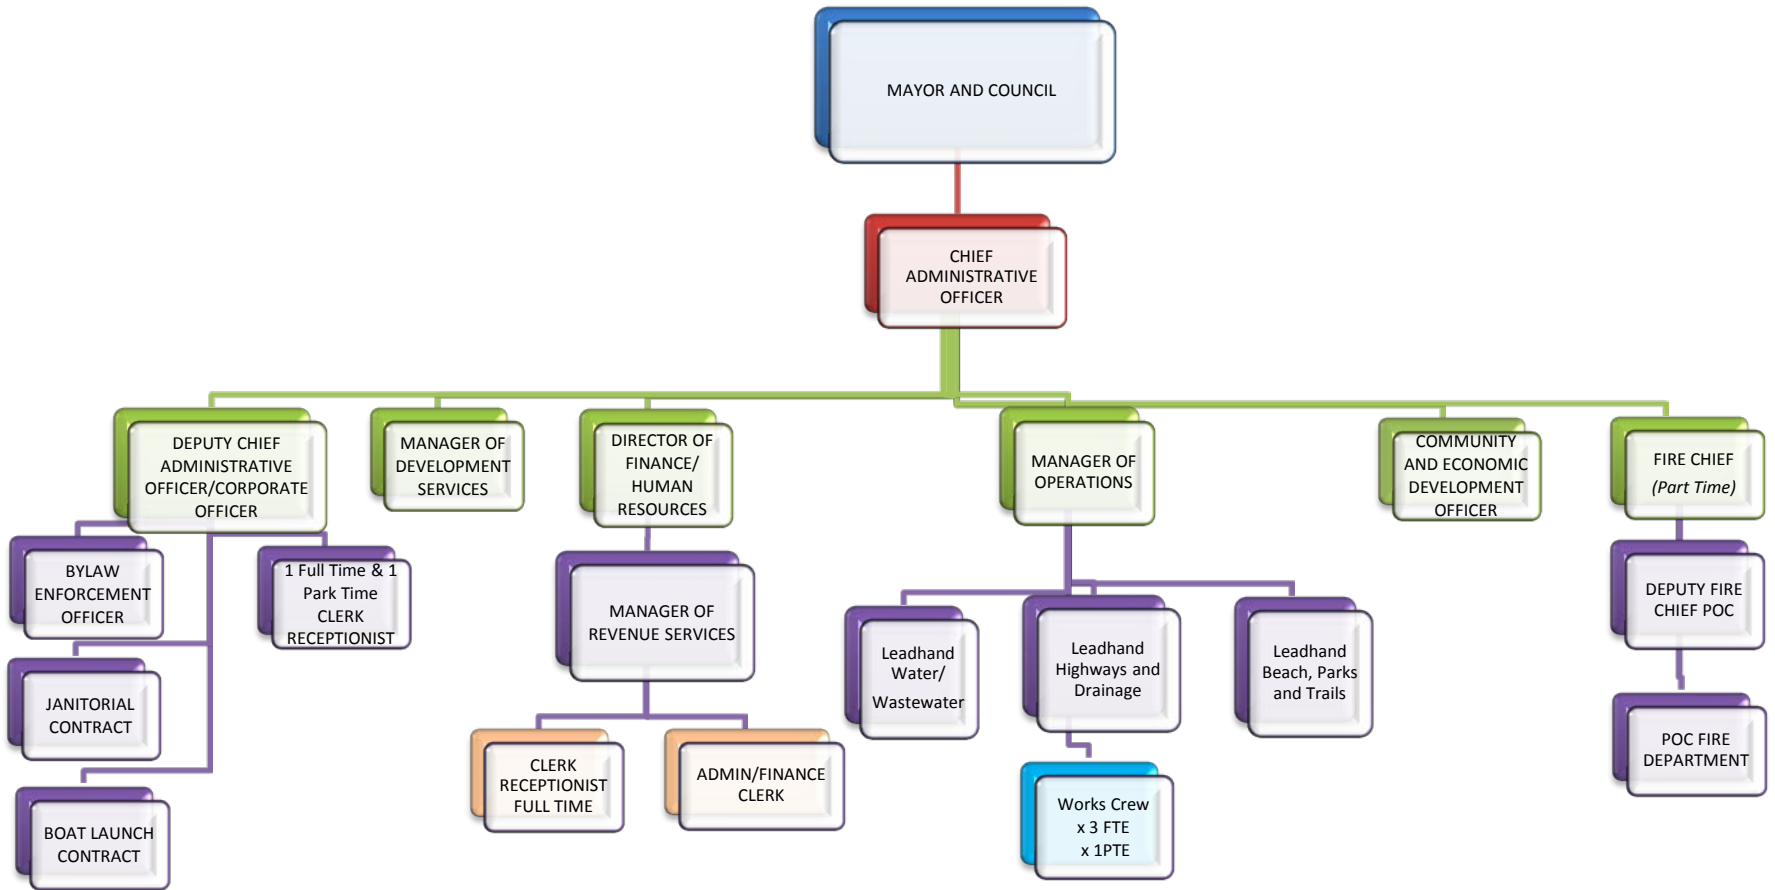 MAYOR AND COUNCIL
CHIEF
ADMINISTRATIVE
OFFICER
DEPUTY CHIEF
ADMINISTRATIVE
OFFICER/CORPORATE
OFFICER
MANAGER OF
DEVELOPMENT
SERVICES
DIRECTOR OF
FINANCE/
HUMAN
RESOURCES
MANAGER OF
OPERATIONS
COMMUNITY
AND ECONOMIC
DEVELOPMENT
OFFICER
FIRE CHIEF
(Part Time)
BYLAW
ENFORCEMENT
OFFICER
1 Full Time & 1
Park Time
CLERK
RECEPTIONIST
MANAGER OF
REVENUE SERVICES
Leadhand
Water/
Wastewater
Leadhand
Highways and
Drainage
Leadhand
Beach, Parks
and Trails
DEPUTY FIRE
CHIEF POC
JANITORIAL
CONTRACT
POC FIRE
DEPARTMENT
CLERK
RECEPTIONIST
FULL TIME
ADMIN/FINANCE
CLERK
Works Crew
x 3 FTE
x 1PTE
BOAT LAUNCH
CONTRACT